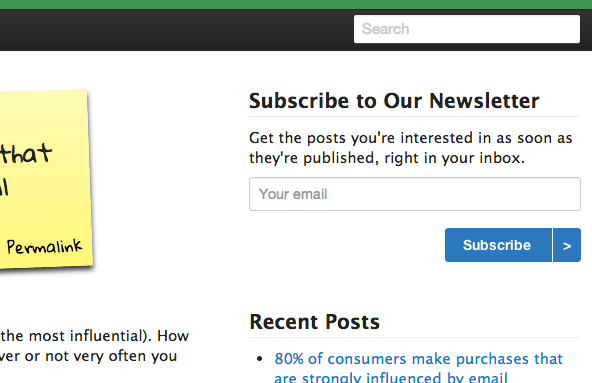 Search
that
Permalink
the most influential). How
or not very often you
Subscribe to Our Newsletter
Get the posts you're interested in as soon as
they're published, right in your inbox.
Your email
Subscribe >
Recent Posts
80% of consumers make purchases that
are strongly influenced by email